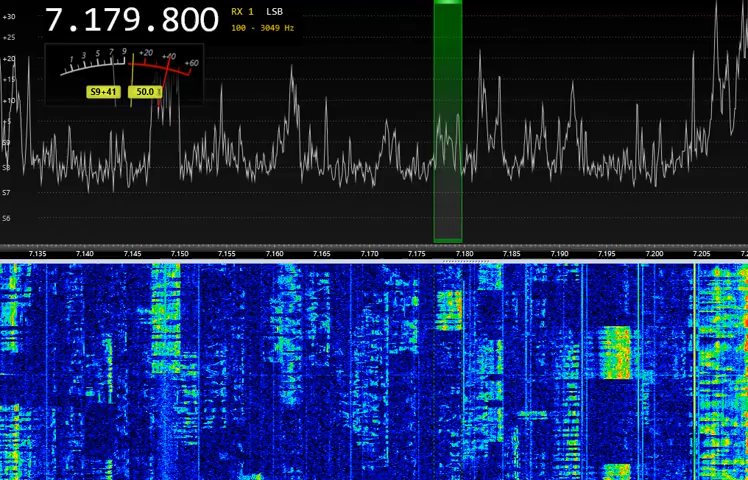 7.179.800
RX 1 LSB
100 - 3049 Hz
1 3 5 7 9 +20 +40 +60
S9+41 50.0
+30
+25
+20
+15
+10
+5
S9
S8
S7
S6
7.135 7.140 7.145 7.150 7.155 7.160 7.165 7.170 7.175 7.180 7.185 7.190 7.195 7.200 7.205